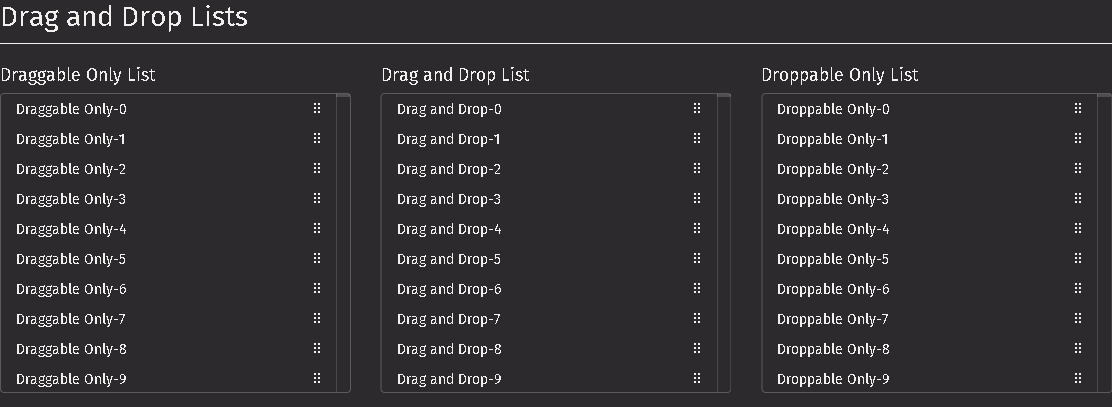 Drag and Drop Lists
Draggable Only List
Draggable Only-0
Draggable Only-1
Draggable Only-2
Draggable Only-3
Draggable Only-4
Draggable Only-5
Draggable Only-6
Draggable Only-7
Draggable Only-8
Draggable Only-9
Drag and Drop List
Drag and Drop-0
Drag and Drop-1
Drag and Drop-2
Drag and Drop-3
Drag and Drop-4
Drag and Drop-5
Drag and Drop-6
Drag and Drop-7
Drag and Drop-8
Drag and Drop-9
Droppable Only List
Droppable Only-0
Droppable Only-1
Droppable Only-2
Droppable Only-3
Droppable Only-4
Droppable Only-5
Droppable Only-6
Droppable Only-7
Droppable Only-8
Droppable Only-9